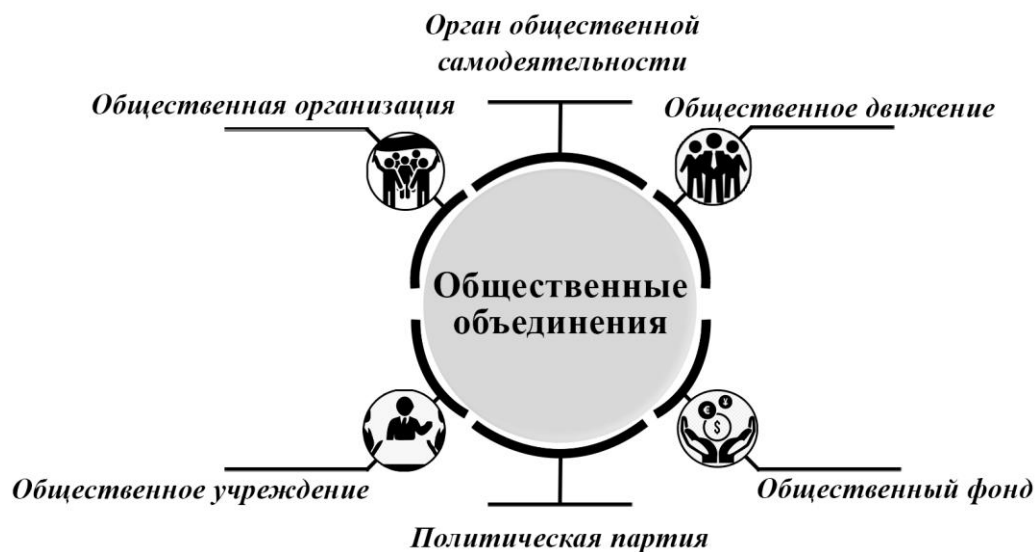 Орган общественной
самодеятельности
Общественная организация
Общественное движение
Общественные
объединения
Общественное учреждение
Общественный фонд
Политическая партия